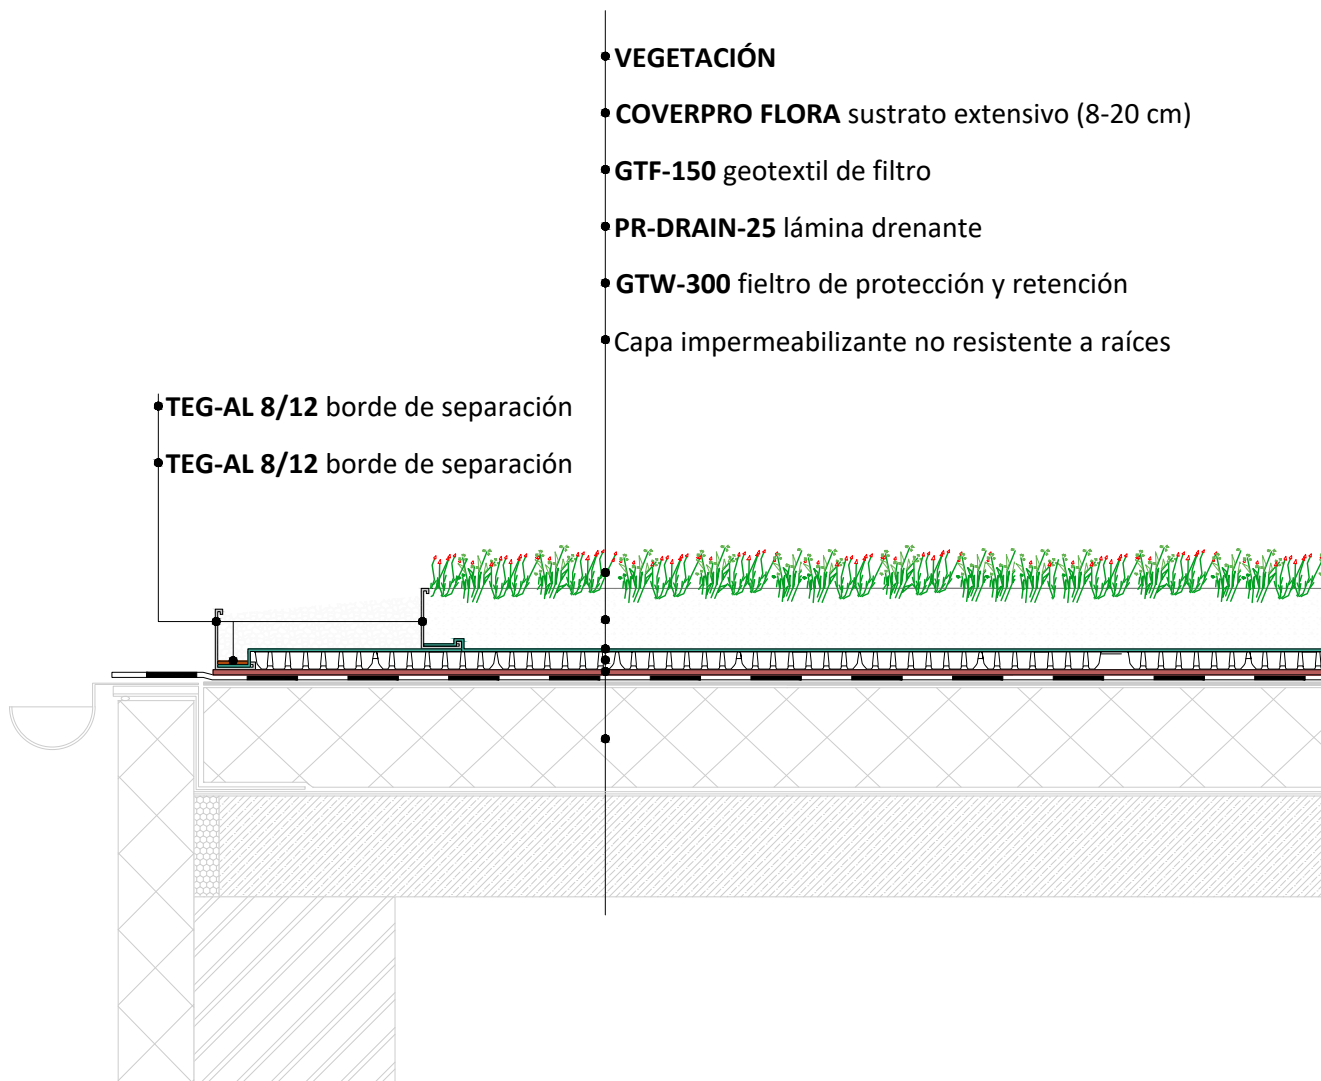 VEGETACIÓN
COVERPRO FLORA sustrato extensivo (8-20 cm)
GTF-150 geotextil de filtro
PR-DRAIN-25 lámina drenante
GTW-300 fieltro de protección y retención
Capa impermeabilizante no resistente a raíces
TEG-AL 8/12 borde de separación
TEG-AL 8/12 borde de separación